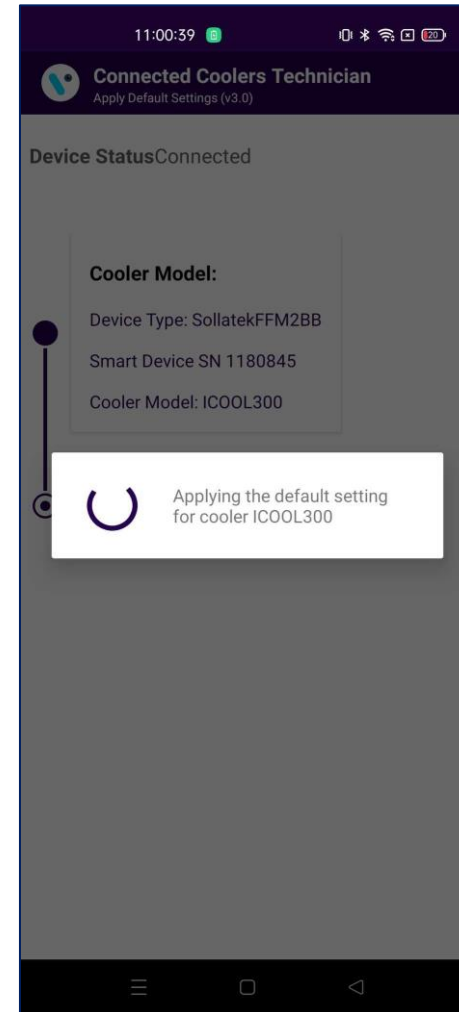 11:00:39
20
Connected Coolers Technician
Apply Default Settings (v3.0)
Device StatusConnected
Cooler Model:
Device Type: SollatekFFM2BB
Smart Device SN 1180845
Cooler Model: ICOOL300
Applying the default setting
for cooler ICOOL300